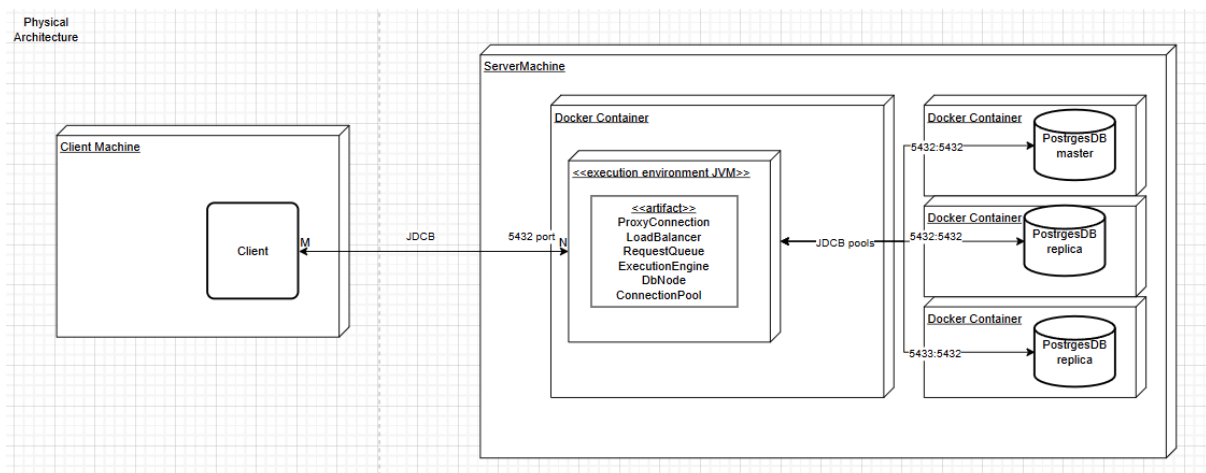 Physical
Architecture
ServerMachine
Client Machine
Client
M
JDCB
5432 port
N
Docker Container
<<execution environment JVM>>
<<artifact>>
ProxyConnection
LoadBalancer
RequestQueue
ExecutionEngine
DbNode
ConnectionPool
JDCB pools
Docker Container
5432:5432
PostrgesDB
master
Docker Container
5432:5432
PostrgesDB
replica
Docker Container
5433:5432
PostrgesDB
replica